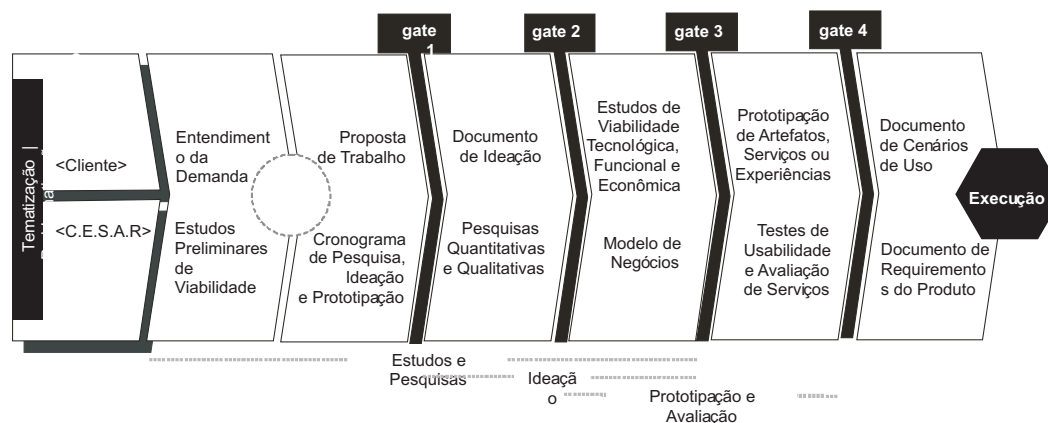 gate
1
gate 2
gate 3
gate 4
Tematização |
<Cliente>
<C.E.S.A.R>
Entendiment
o da
Demanda
Estudos
Preliminares
de
Viabilidade
Proposta
de Trabalho
Cronograma
de Pesquisa,
Ideação
e Prototipação
Documento
de Ideação
Pesquisas
Quantitativas
e Qualitativas
Estudos de
Viabilidade
Tecnológica,
Funcional e
Econômica
Modelo de
Negócios
Prototipação
de Artefatos,
Serviços ou
Experiências
Testes de
Usabilidade
e Avaliação
de Serviços
Documento
de Cenários
de Uso
Documento de
Requiremento
s do Produto
Execução
Estudos e
Pesquisas
Ideaçã
o
Prototipação e
Avaliação